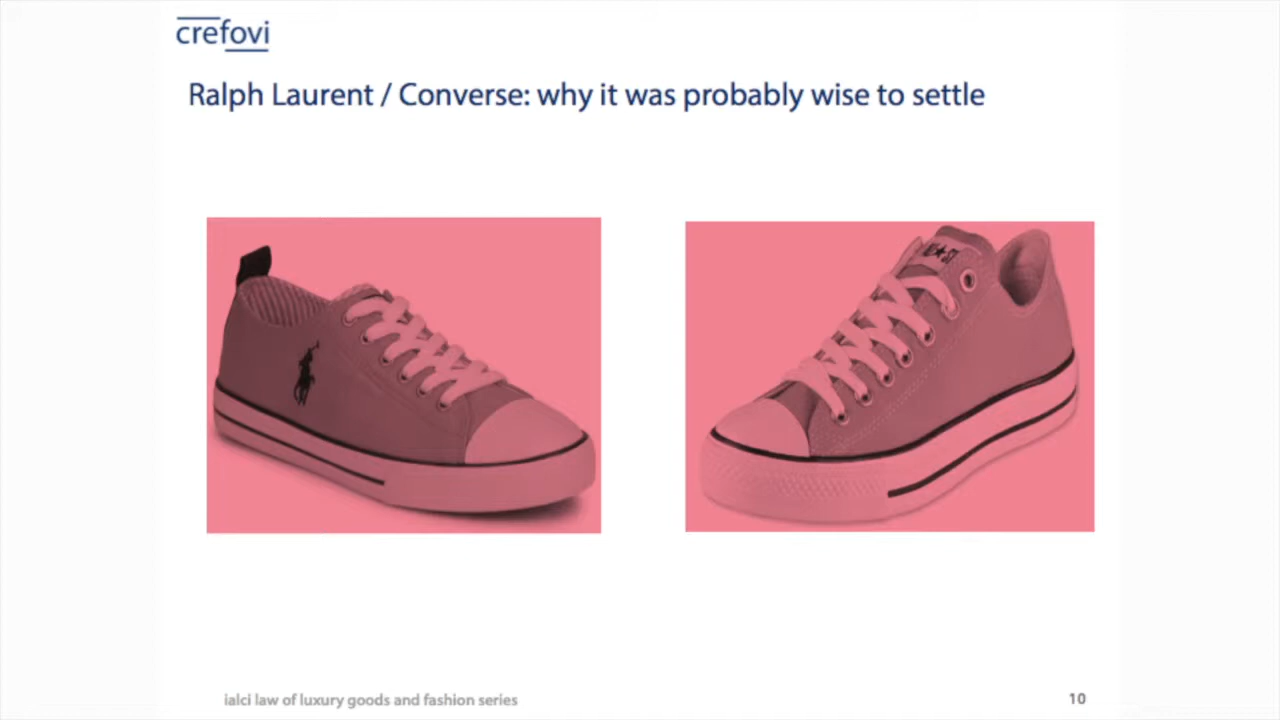 crefovi
Ralph Laurent / Converse: why it was probably wise to settle
ialci law of luxury goods and fashion series
10